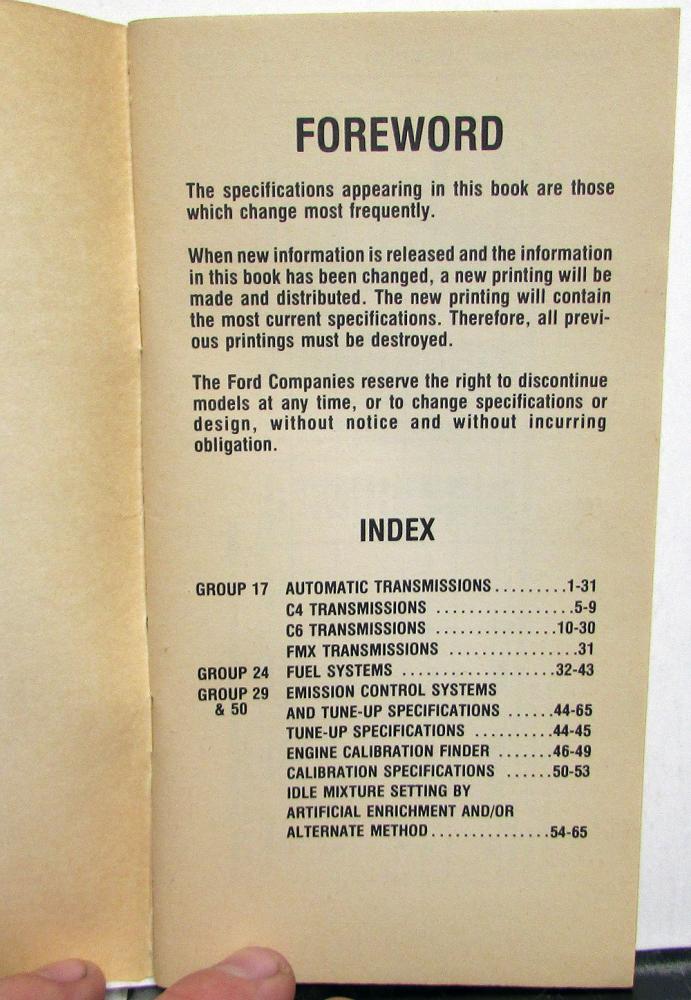 FOREWORD
The specifications appearing in this book are those
which change most frequently.
When new information is released and the information
in this book has been changed, a new printing will be
made and distributed. The new printing will contain
the most current specifications. Therefore, all previ-
ous printings must be destroyed.
The Ford Companies reserve the right to discontinue
models at any time, or to change specifications or
design, without notice and without incurring
obligation.
INDEX
GROUP 17 AUTOMATIC TRANSMISSIONS.........1-31
C4 TRANSMISSIONS ................5-9
C6 TRANSMISSIONS ..............10-30
FMX TRANSMISSIONS ...............31
GROUP 24 FUEL SYSTEMS ...................32-43
GROUP 29 EMISSION CONTROL SYSTEMS
& 50 AND TUNE-UP SPECIFICATIONS ......44-65
TUNE-UP SPECIFICATIONS ..........44-45
ENGINE CALIBRATION FINDER .......46-49
CALIBRATION SPECIFICATIONS ......50-53
IDLE MIXTURE SETTING BY
ARTIFICIAL ENRICHMENT AND/OR
ALTERNATE METHOD...............54-65